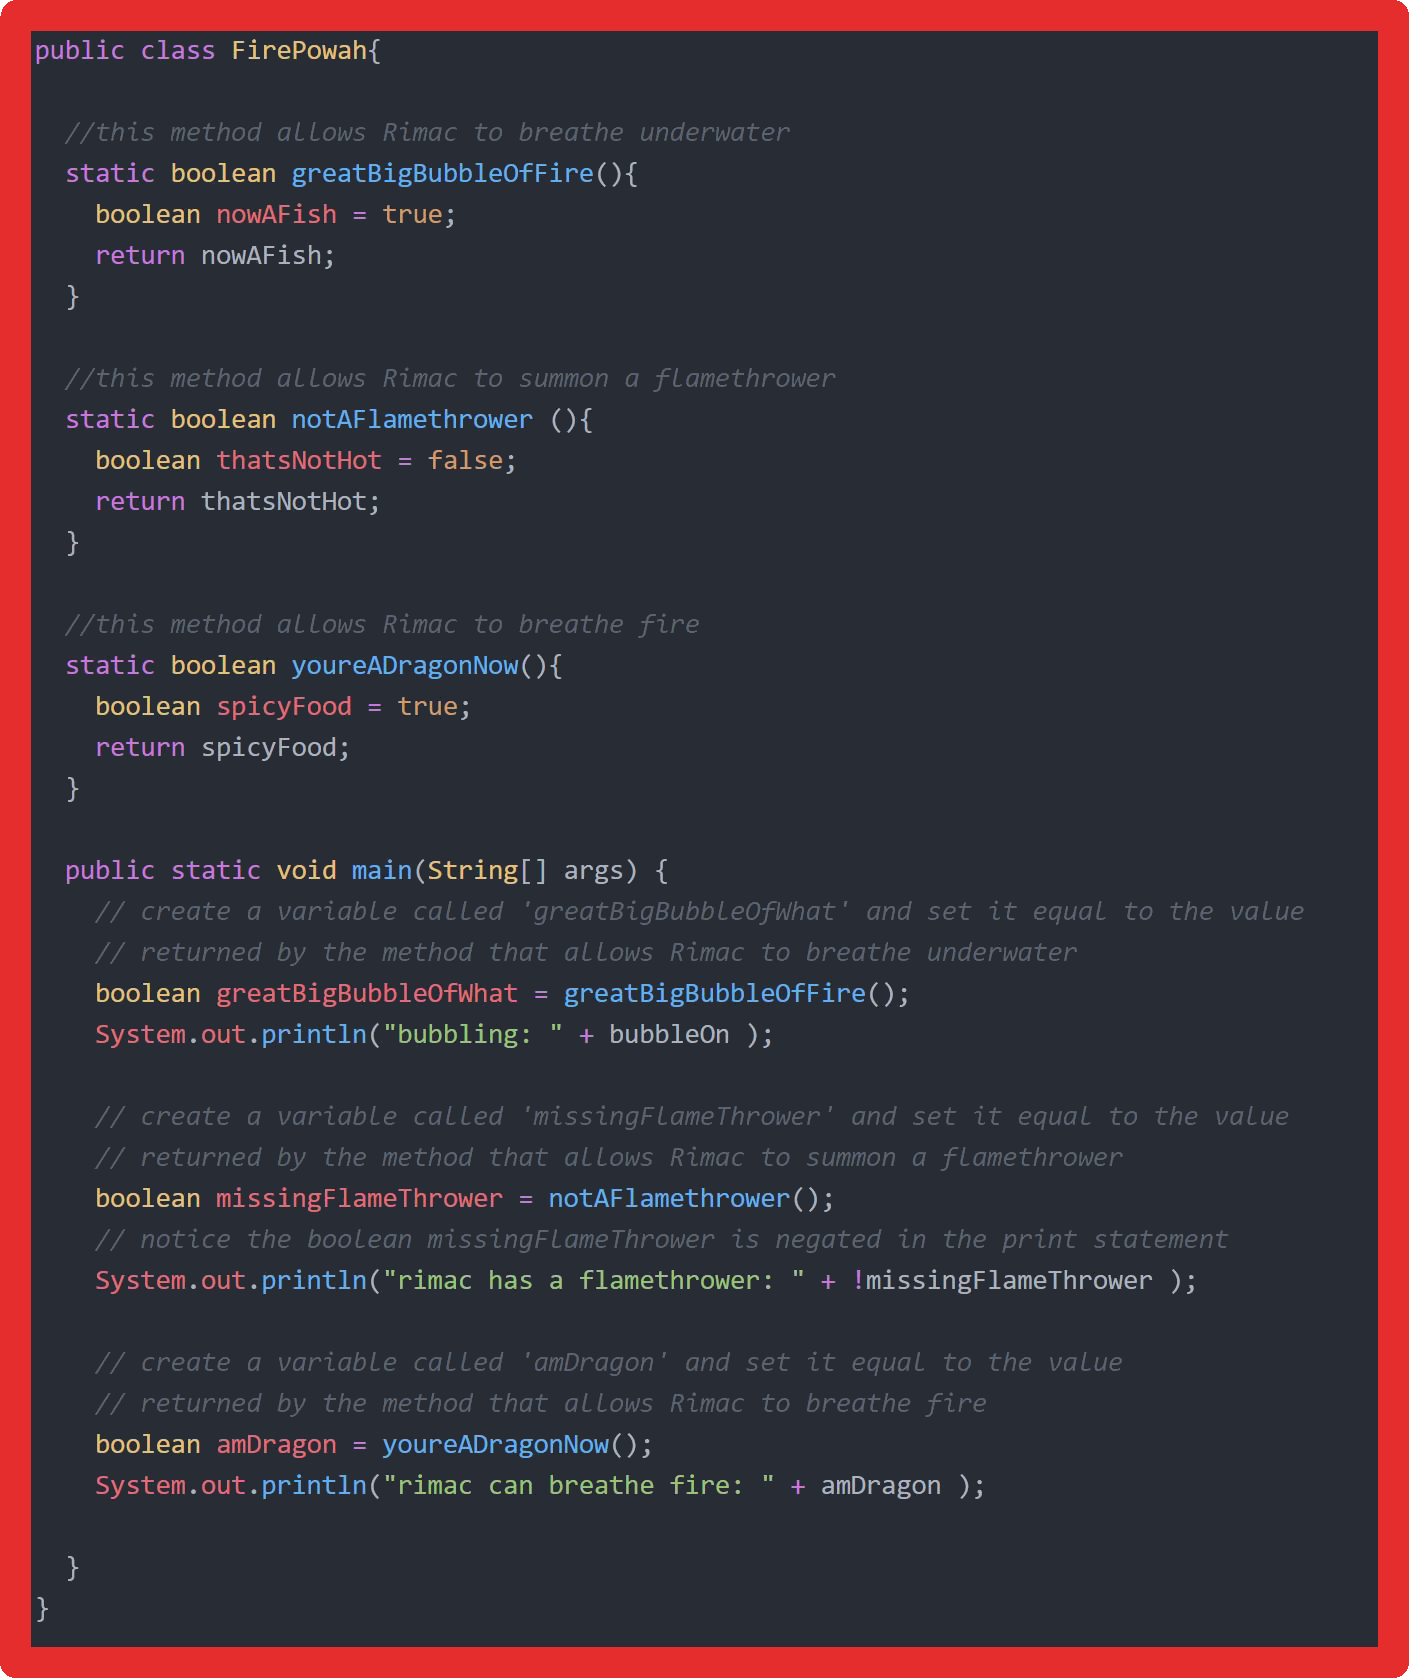 public class FirePowah{
//this method allows Rimac to breathe underwater
static boolean greatBigBubbleOfFire(){
boolean nowAFish = true;
return nowAFish;
}
//this method allows Rimac to summon a flamethrower
static boolean notAFlamethrower (){
boolean thatsNotHot = false;
return thatsNotHot;
}
//this method allows Rimac to breathe fire
static boolean youreADragonNow(){
boolean spicyFood = true;
return spicyFood;
}
public static void main(String[] args) {
// create a variable called 'greatBigBubbleOfWhat' and set it equal to the value
// returned by the method that allows Rimac to breathe underwater
boolean greatBigBubbleOfWhat = greatBigBubbleOfFire();
System.out.println("bubbling: " + bubbleOn );
// create a variable called 'missingFlameThrower' and set it equal to the value
// returned by the method that allows Rimac to summon a flamethrower
boolean missingFlameThrower = notAFlamethrower();
// notice the boolean missingFlameThrower is negated in the print statement
System.out.println("rimac has a flamethrower: " + !missingFlameThrower );
// create a variable called 'amDragon' and set it equal to the value
// returned by the method that allows Rimac to breathe fire
boolean amDragon = youreADragonNow();
System.out.println("rimac can breathe fire: " + amDragon );
}
}